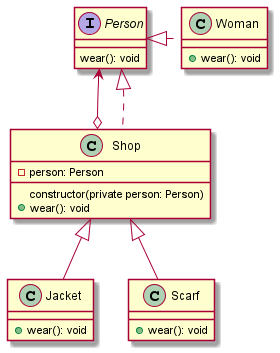 I Person
wear(): void
C Woman
wear(): void
C Shop
person: Person
constructor(private person: Person)
wear(): void
C Jacket
wear(): void
C Scarf
wear(): void